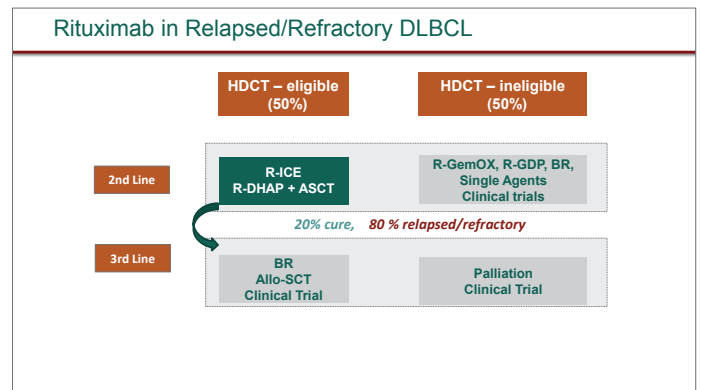 Rituximab in Relapsed/Refractory DLBCL
HDCT – eligible
(50%)
HDCT – ineligible
(50%)
2nd Line
R-ICE
R-DHAP + ASCT
R-GemOX, R-GDP, BR,
Single Agents
Clinical trials
20% cure, 80 % relapsed/refractory
3rd Line
BR
Allo-SCT
Clinical Trial
Palliation
Clinical Trial